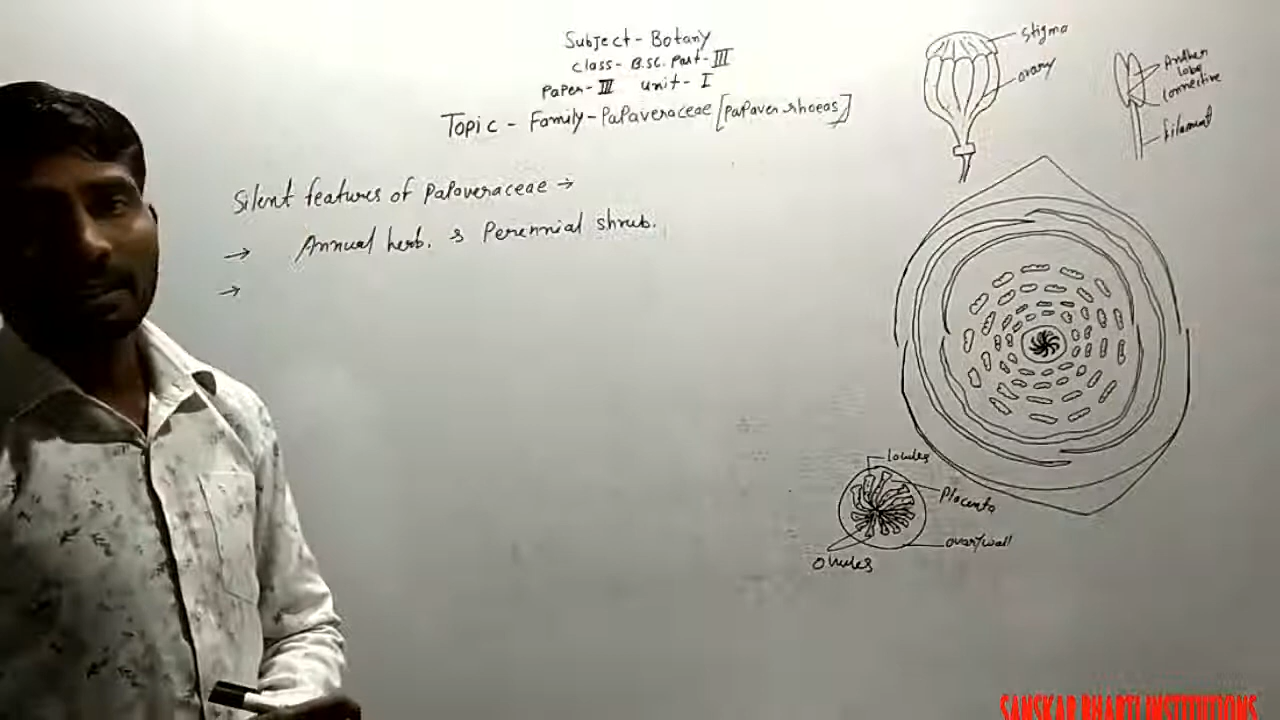 Subject - Botany
Class - B.SC. Part - III
Paper - III Unit - I
Topic - Family - Papaveraceae [Papaver rhoeas]
Silent features of Papaveraceae →
→ Annual herb. & Perennial shrub.
→
stigma
ovary
Anther
lobe
connective
filament
Locules
Placenta
ovary wall
Ovules
SANSKAR BHARTI INSTITUTIONS